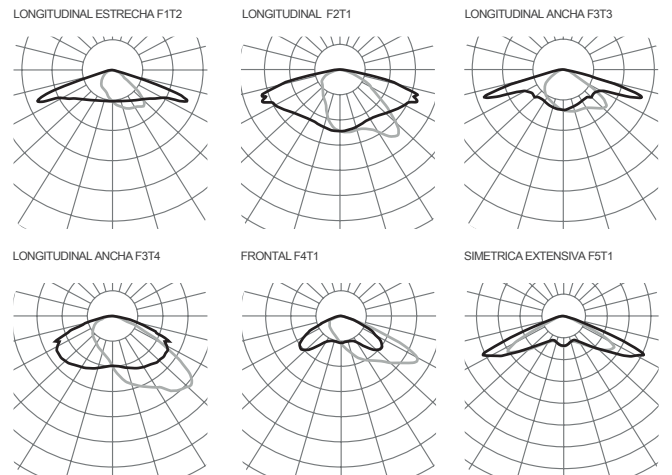 LONGITUDINAL ESTRECHA F1T2
LONGITUDINAL F2T1
LONGITUDINAL ANCHA F3T3
LONGITUDINAL ANCHA F3T4
FRONTAL F4T1
SIMETRICA EXTENSIVA F5T1